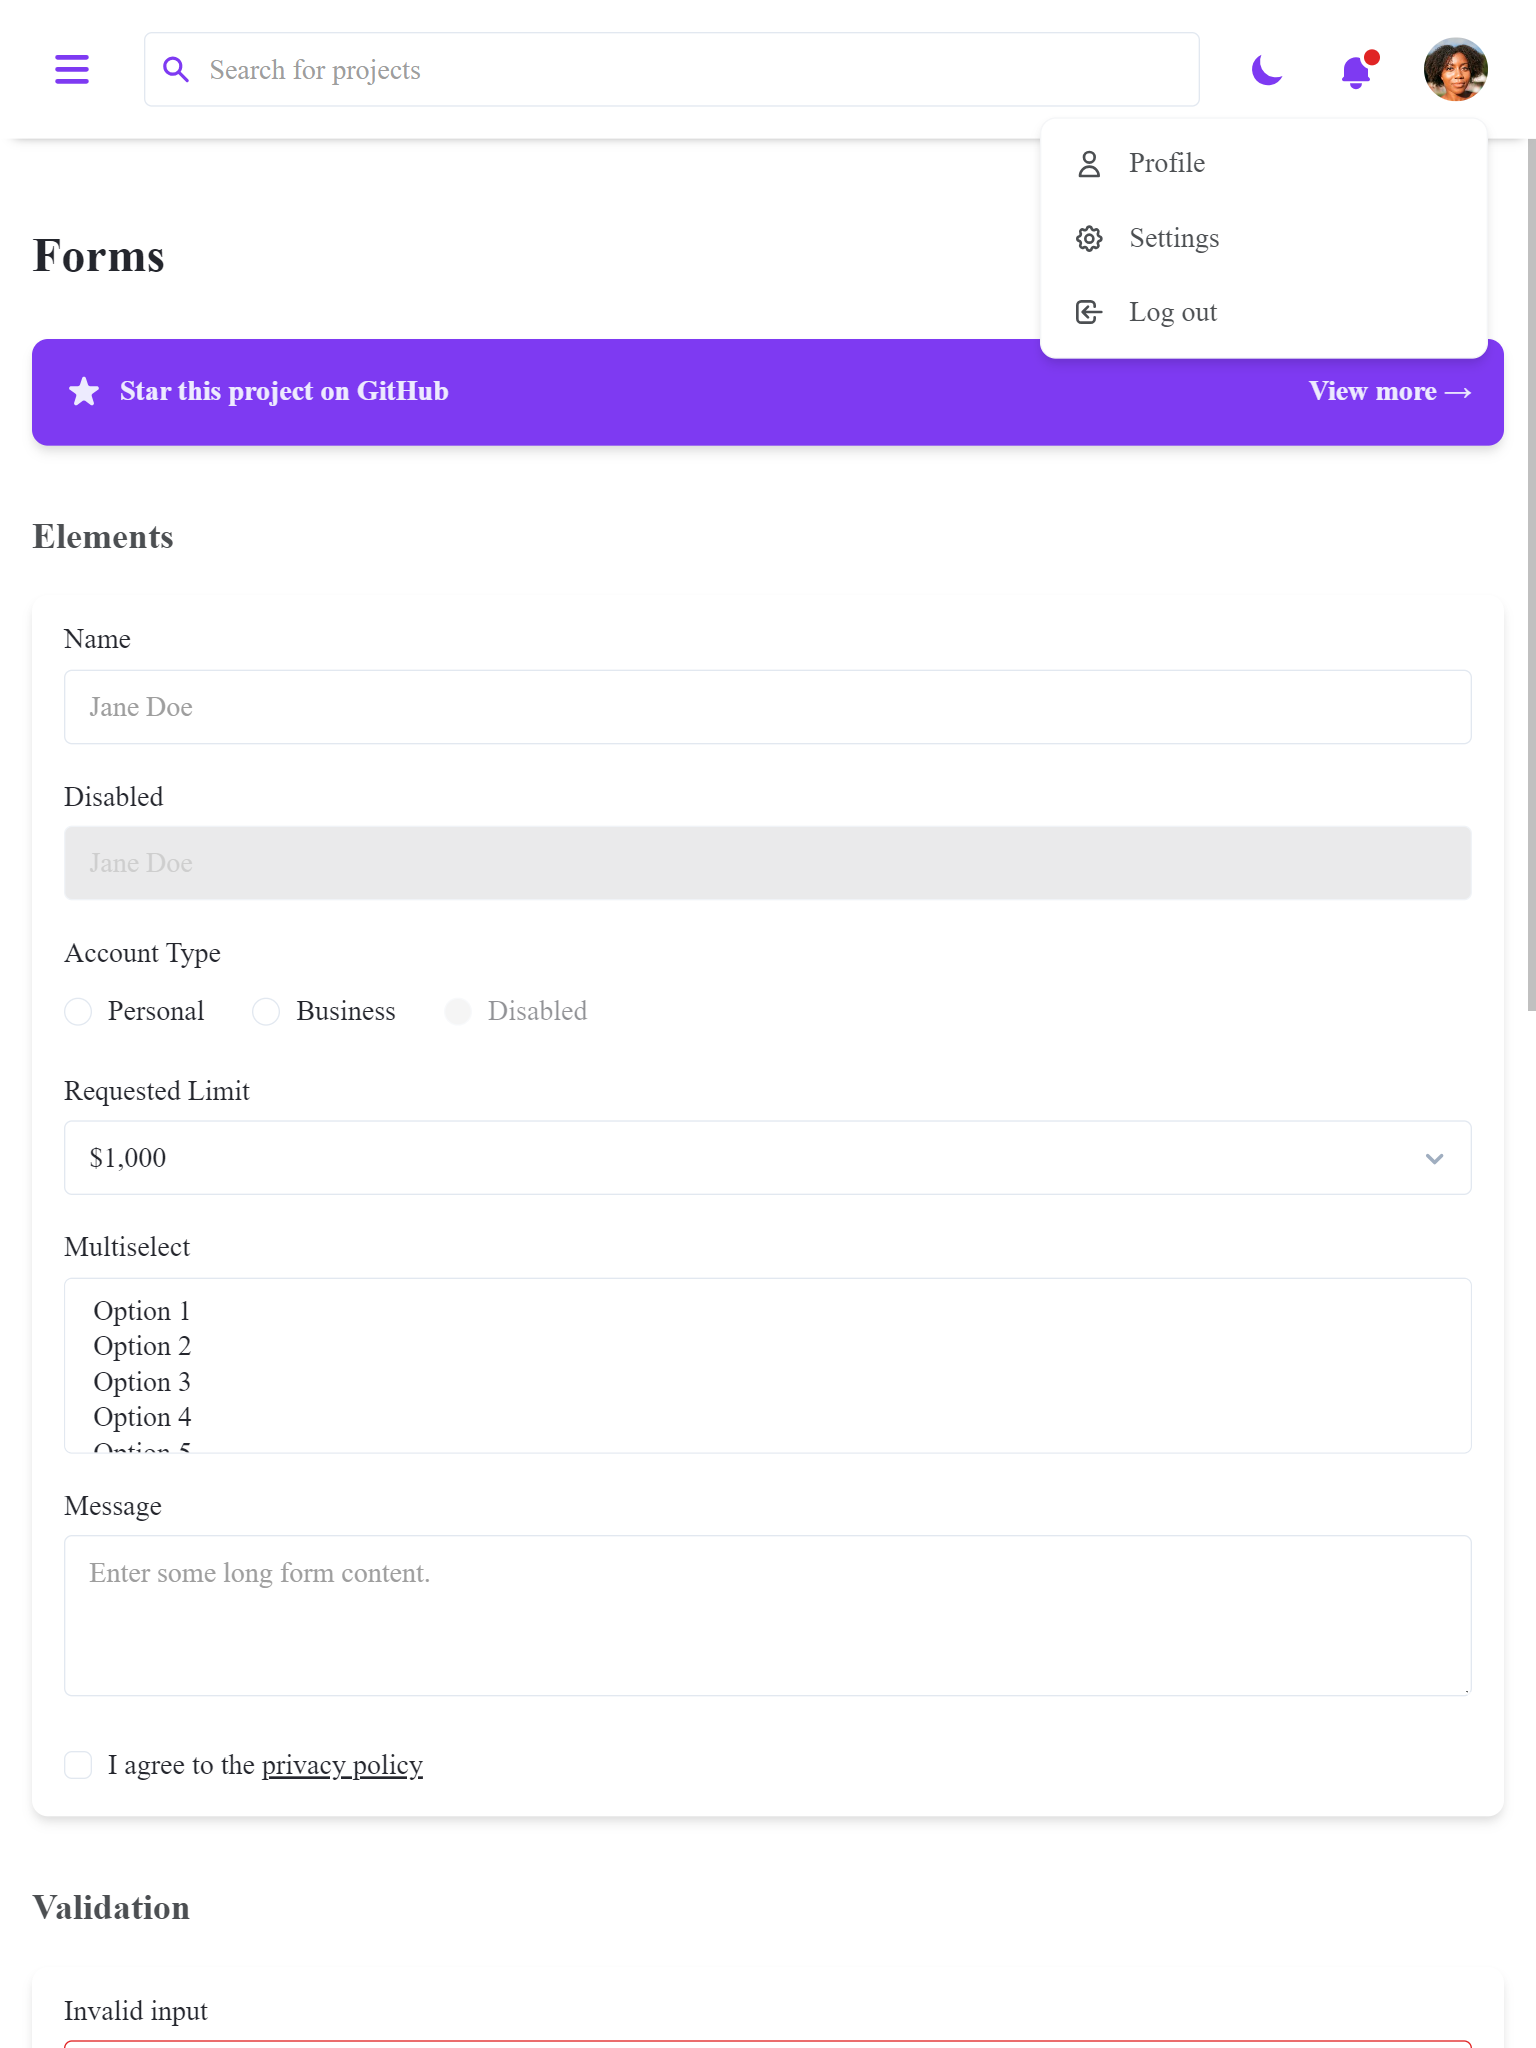 Search for projects
Profile
Settings
Log out
Forms
Star this project on GitHub
View more →
Elements
Name
Jane Doe
Disabled
Jane Doe
Account Type
Personal
Business
Disabled
Requested Limit
$1,000
Multiselect
Option 1
Option 2
Option 3
Option 4
Option 5
Message
Enter some long form content.
I agree to the privacy policy
Validation
Invalid input